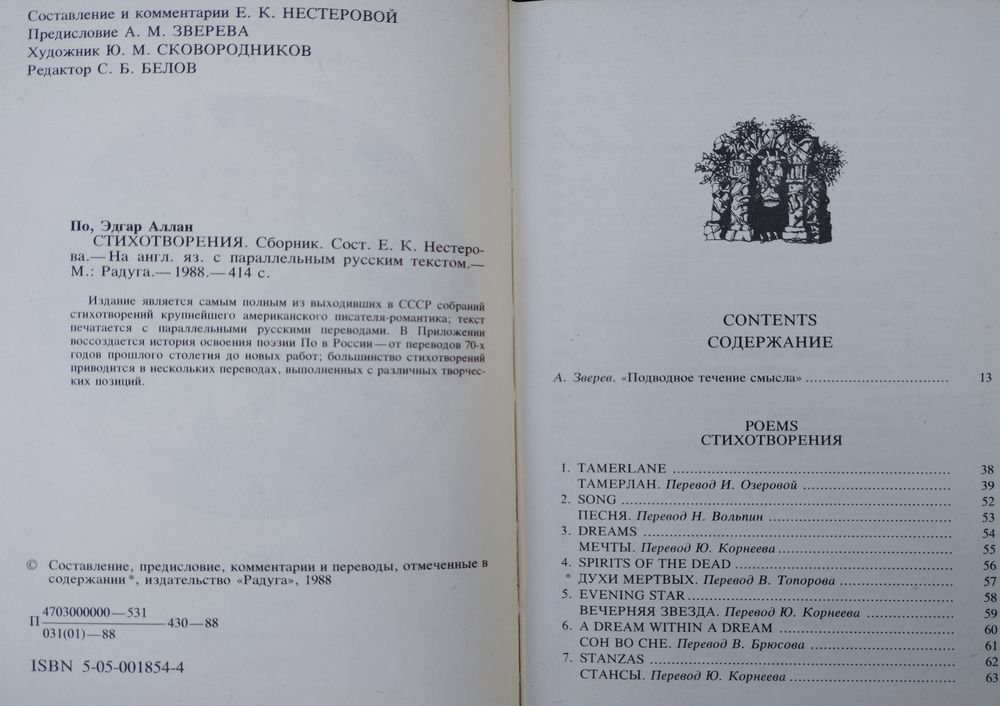 Составление и комментарии Е. К. НЕСТЕРОВОЙ
Предисловие А. М. ЗВЕРЕВА
Художник Ю. М. СКОВОРОДНИКОВ
Редактор С. Б. БЕЛОВ
По, Эдгар Аллан
СТИХОТВОРЕНИЯ. Сборник. Сост. Е. К. Нестеро-
ва.— На англ. яз. с параллельным русским текстом.—
М.: Радуга.— 1988.— 414 с.
Издание является самым полным из выходивших в СССР собраний
стихотворений крупнейшего американского писателя-романтика; текст
печатается с параллельными русскими переводами. В Приложении
воссоздается история освоения поэзии По в России — от переводов 70-х
годов прошлого столетия до новых работ; большинство стихотворений
приводится в нескольких переводах, выполненных с различных творчес-
ких позиций.
© Составление, предисловие, комментарии и переводы, отмеченные в
содержании *, издательство «Радуга», 1988
П 4703000000—531 430—88
031(01)—88
ISBN 5-05-001854-4
CONTENTS
СОДЕРЖАНИЕ
А. Зверев. «Подводное течение смысла» 13
POEMS
СТИХОТВОРЕНИЯ
1. TAMERLANE 38
ТАМЕРЛАН. Перевод И. Озеровой 39
2. SONG 52
ПЕСНЯ. Перевод Н. Вольпин 53
3. DREAMS 54
МЕЧТЫ. Перевод Ю. Корнеева 55
4. SPIRITS OF THE DEAD 56
* ДУХИ МЕРТВЫХ. Перевод В. Топорова 57
5. EVENING STAR 58
ВЕЧЕРНЯЯ ЗВЕЗДА. Перевод Ю. Корнеева 59
6. A DREAM WITHIN A DREAM 60
СОН ВО СНЕ. Перевод В. Брюсова 61
7. STANZAS 62
СТАНСЫ. Перевод Ю. Корнеева 63